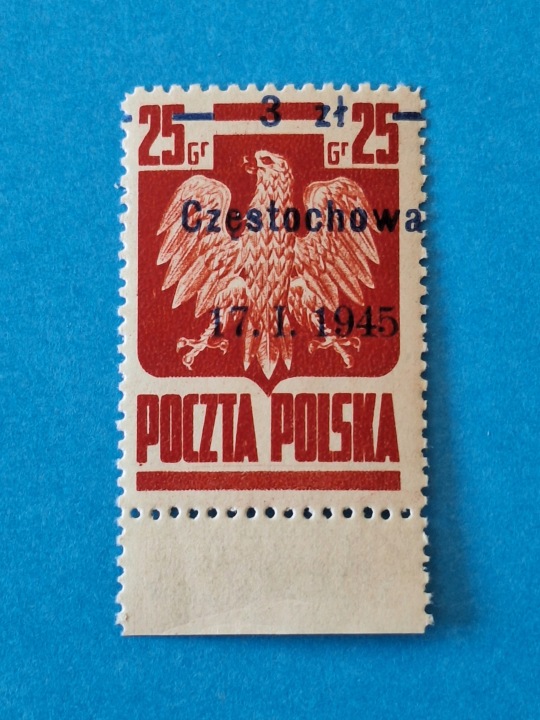 3 zł
25 Gr Gr 25
Częstochowa
17. I. 1945
POCZTA POLSKA